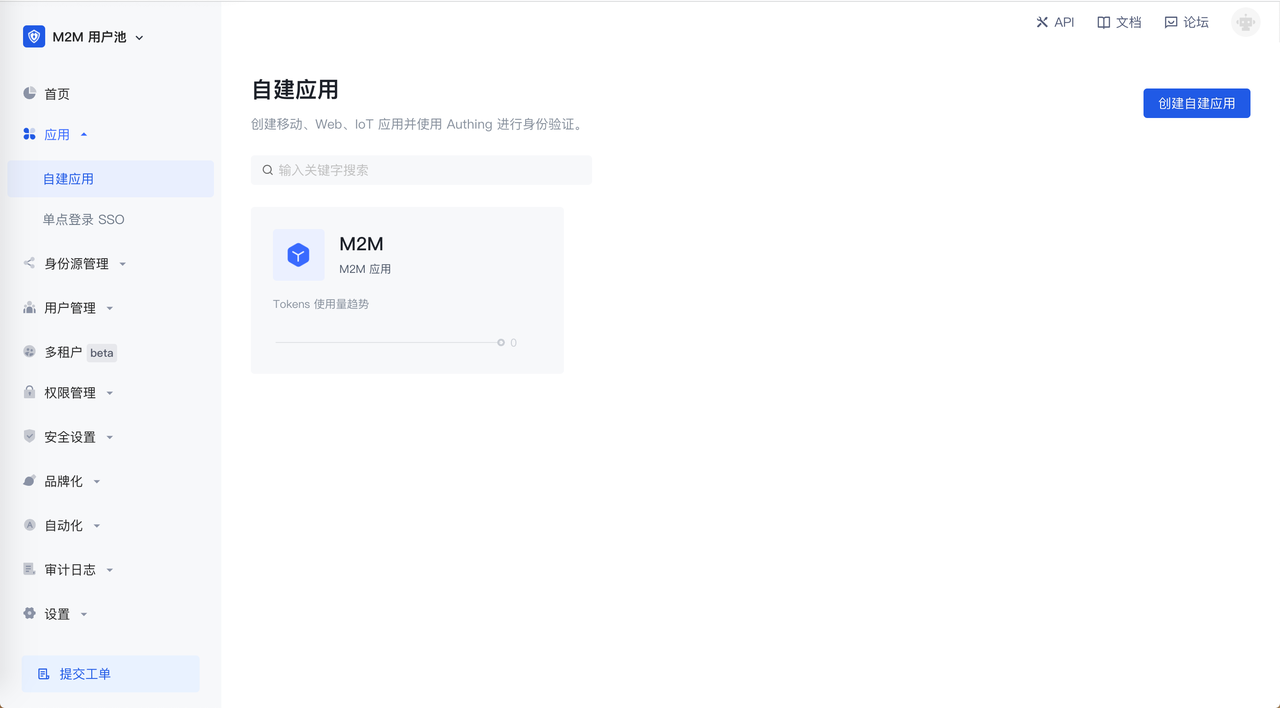 M2M 用户池
API
文档
论坛
首页
应用
自建应用
单点登录 SSO
身份源管理
用户管理
多租户 beta
权限管理
安全设置
品牌化
自动化
审计日志
设置
提交工单
自建应用
创建移动、Web、IoT 应用并使用 Authing 进行身份验证。
创建自建应用
输入关键字搜索
M2M
M2M 应用
Tokens 使用量趋势
0